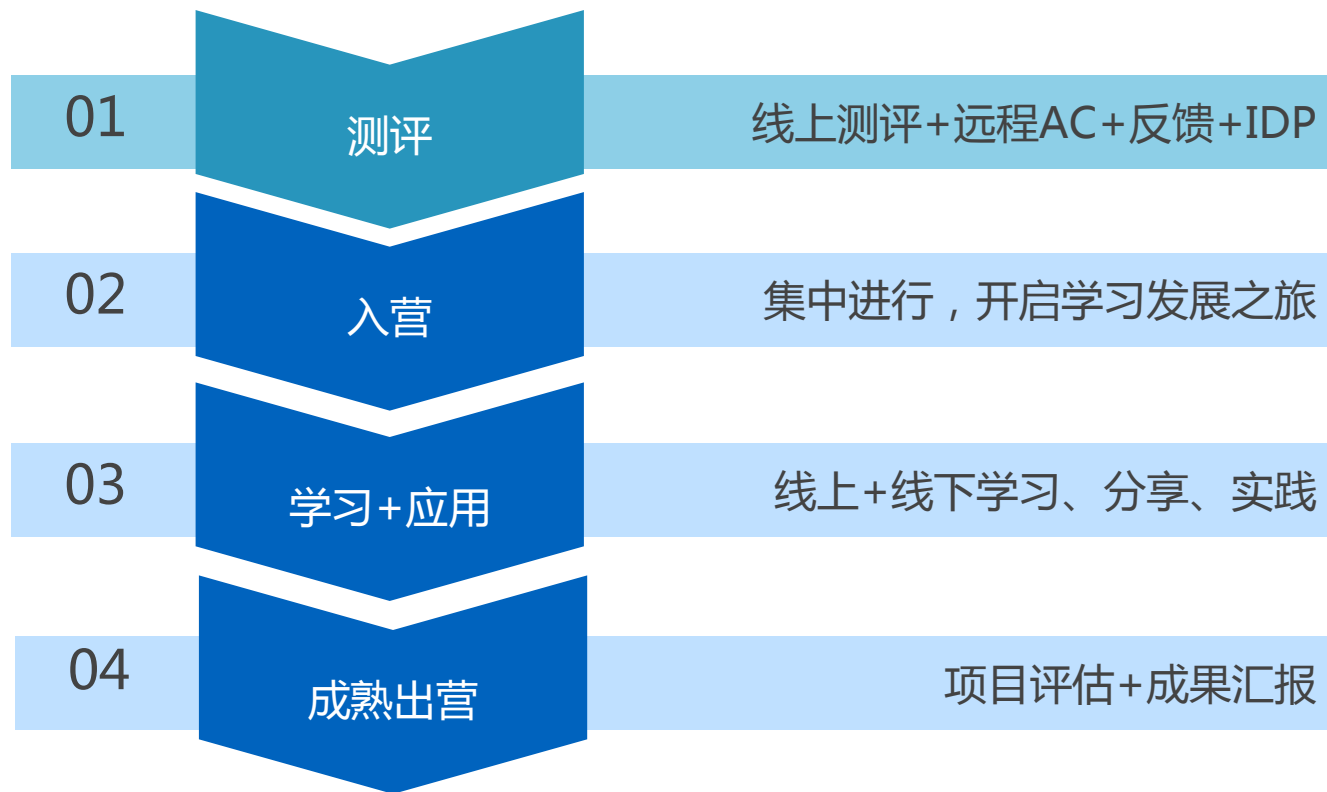 01
测评
线上测评+远程AC+反馈+IDP
02
入营
集中进行，开启学习发展之旅
03
学习+应用
线上+线下学习、分享、实践
04
成熟出营
项目评估+成果汇报